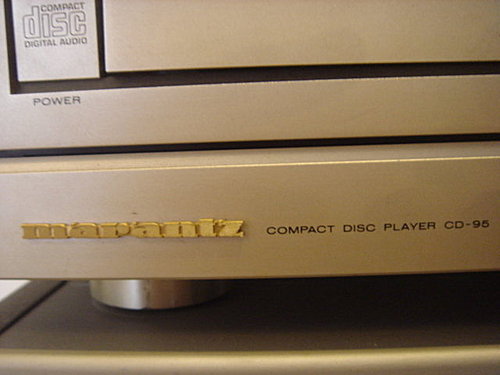 COMPACT
disc
DIGITAL AUDIO
POWER
marantz COMPACT DISC PLAYER CD-95